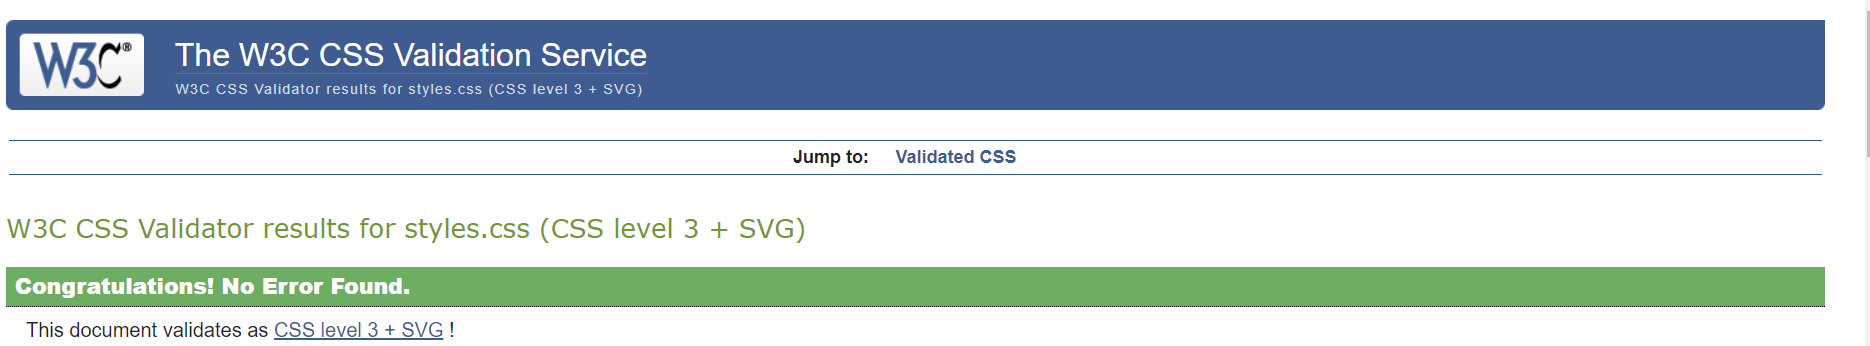 W3C®
The W3C CSS Validation Service
W3C CSS Validator results for styles.css (CSS level 3 + SVG)
Jump to: Validated CSS
W3C CSS Validator results for styles.css (CSS level 3 + SVG)
Congratulations! No Error Found.
This document validates as CSS level 3 + SVG !